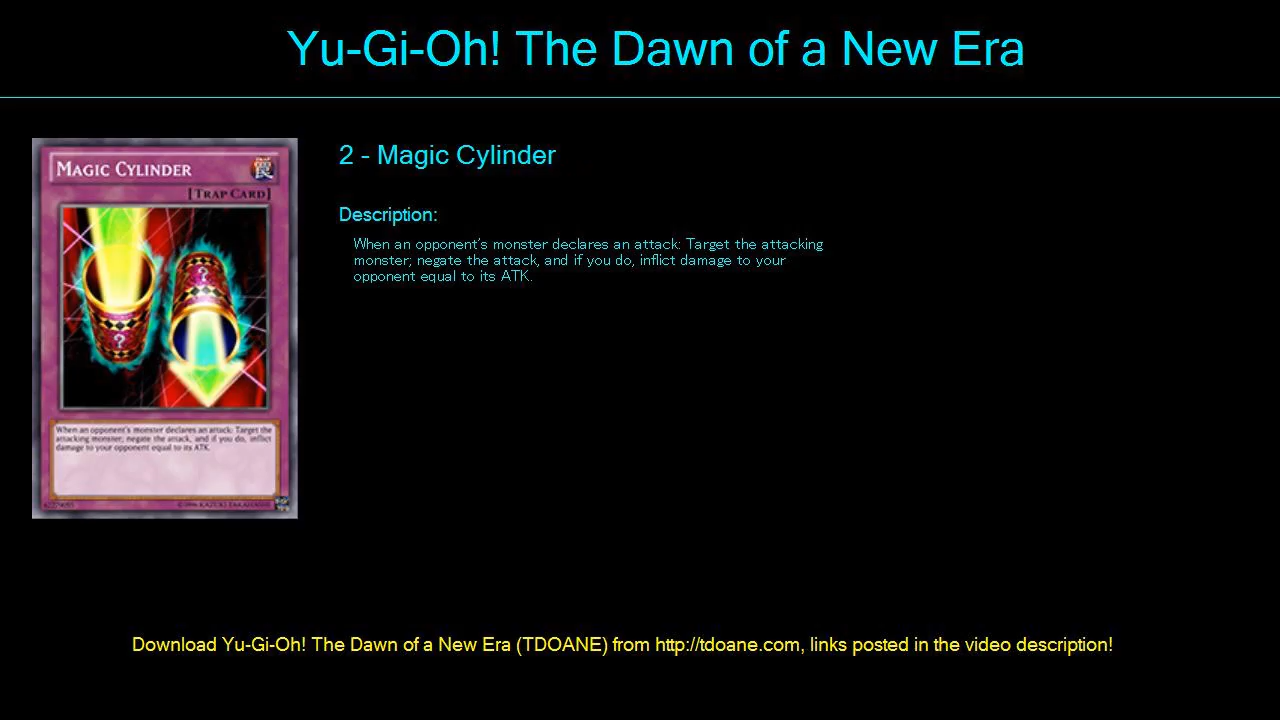 Yu-Gi-Oh! The Dawn of a New Era
MAGIC CYLINDER
[TRAP CARD]
When an opponent's monster declares an attack: Target the
attacking monster; negate the attack, and if you do, inflict
damage to your opponent equal to its ATK.
©1996 KAZUKI TAKAHASHI
2 - Magic Cylinder
Description:
When an opponent's monster declares an attack: Target the attacking
monster; negate the attack, and if you do, inflict damage to your
opponent equal to its ATK.
Download Yu-Gi-Oh! The Dawn of a New Era (TDOANE) from http://tdoane.com, links posted in the video description!